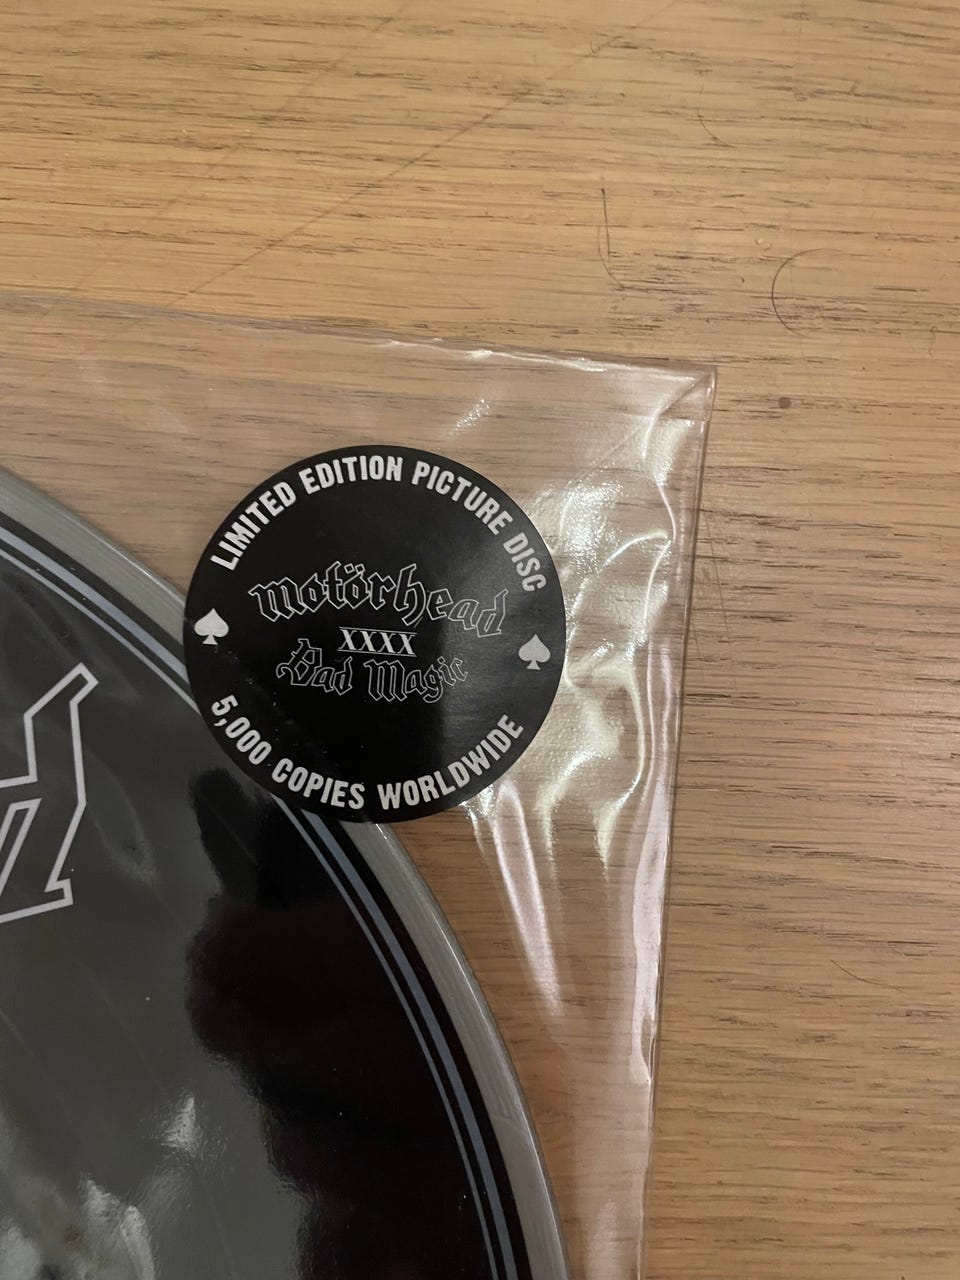 LIMITED EDITION PICTURE DISC
motörhead
XXXX
Bad Magic
5,000 COPIES WORLDWIDE